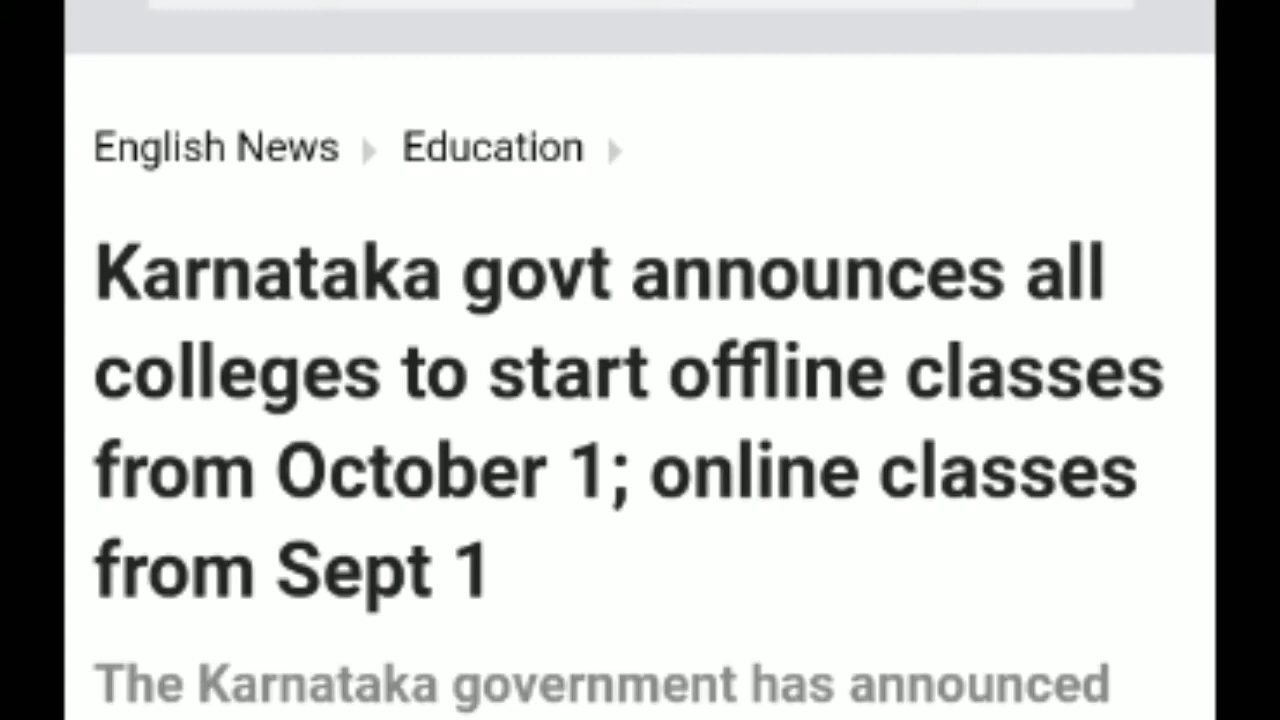 English News Education
Karnataka govt announces all
colleges to start offline classes
from October 1; online classes
from Sept 1
The Karnataka government has announced